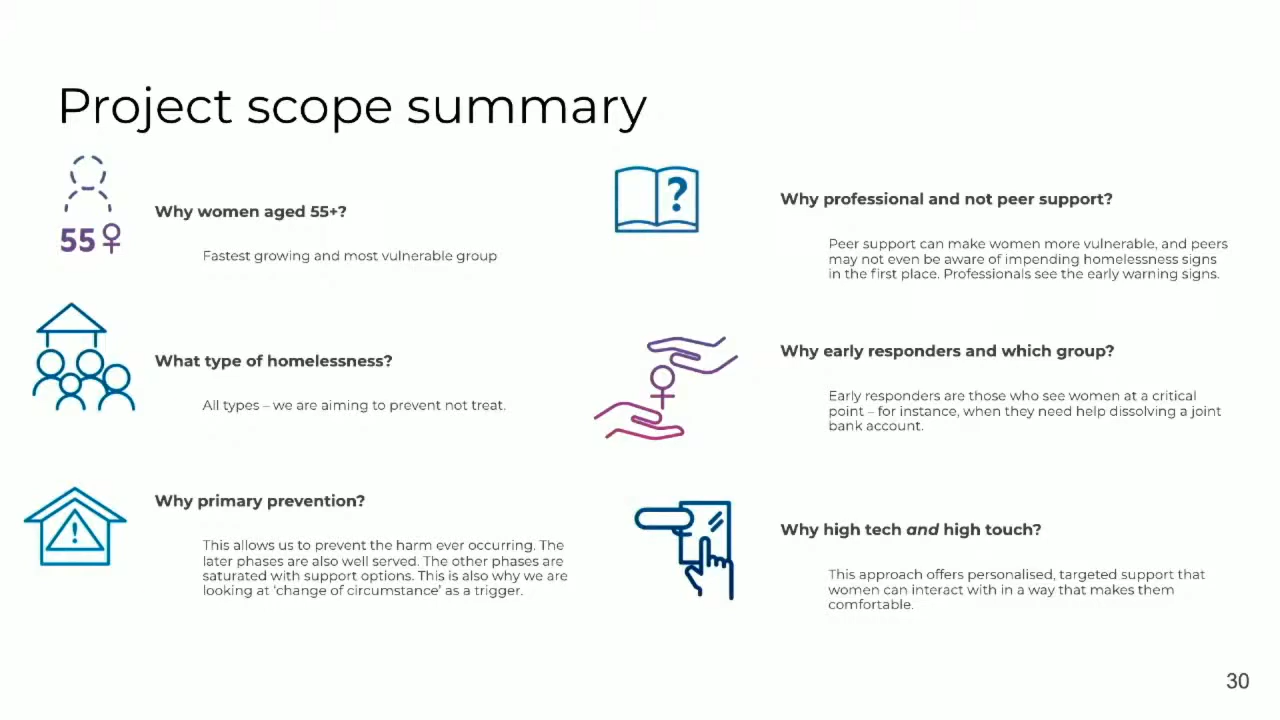 Project scope summary
55
Why women aged 55+?
Fastest growing and most vulnerable group
What type of homelessness?
All types – we are aiming to prevent not treat.
!
Why primary prevention?
This allows us to prevent the harm ever occurring. The
later phases are also well served. The other phases are
saturated with support options. This is also why we are
looking at ‘change of circumstance’ as a trigger.
?
Why professional and not peer support?
Peer support can make women more vulnerable, and peers
may not even be aware of impending homelessness signs
in the first place. Professionals see the early warning signs.
Why early responders and which group?
Early responders are those who see women at a critical
point – for instance, when they need help dissolving a joint
bank account.
Why high tech and high touch?
This approach offers personalised, targeted support that
women can interact with in a way that makes them
comfortable.
30